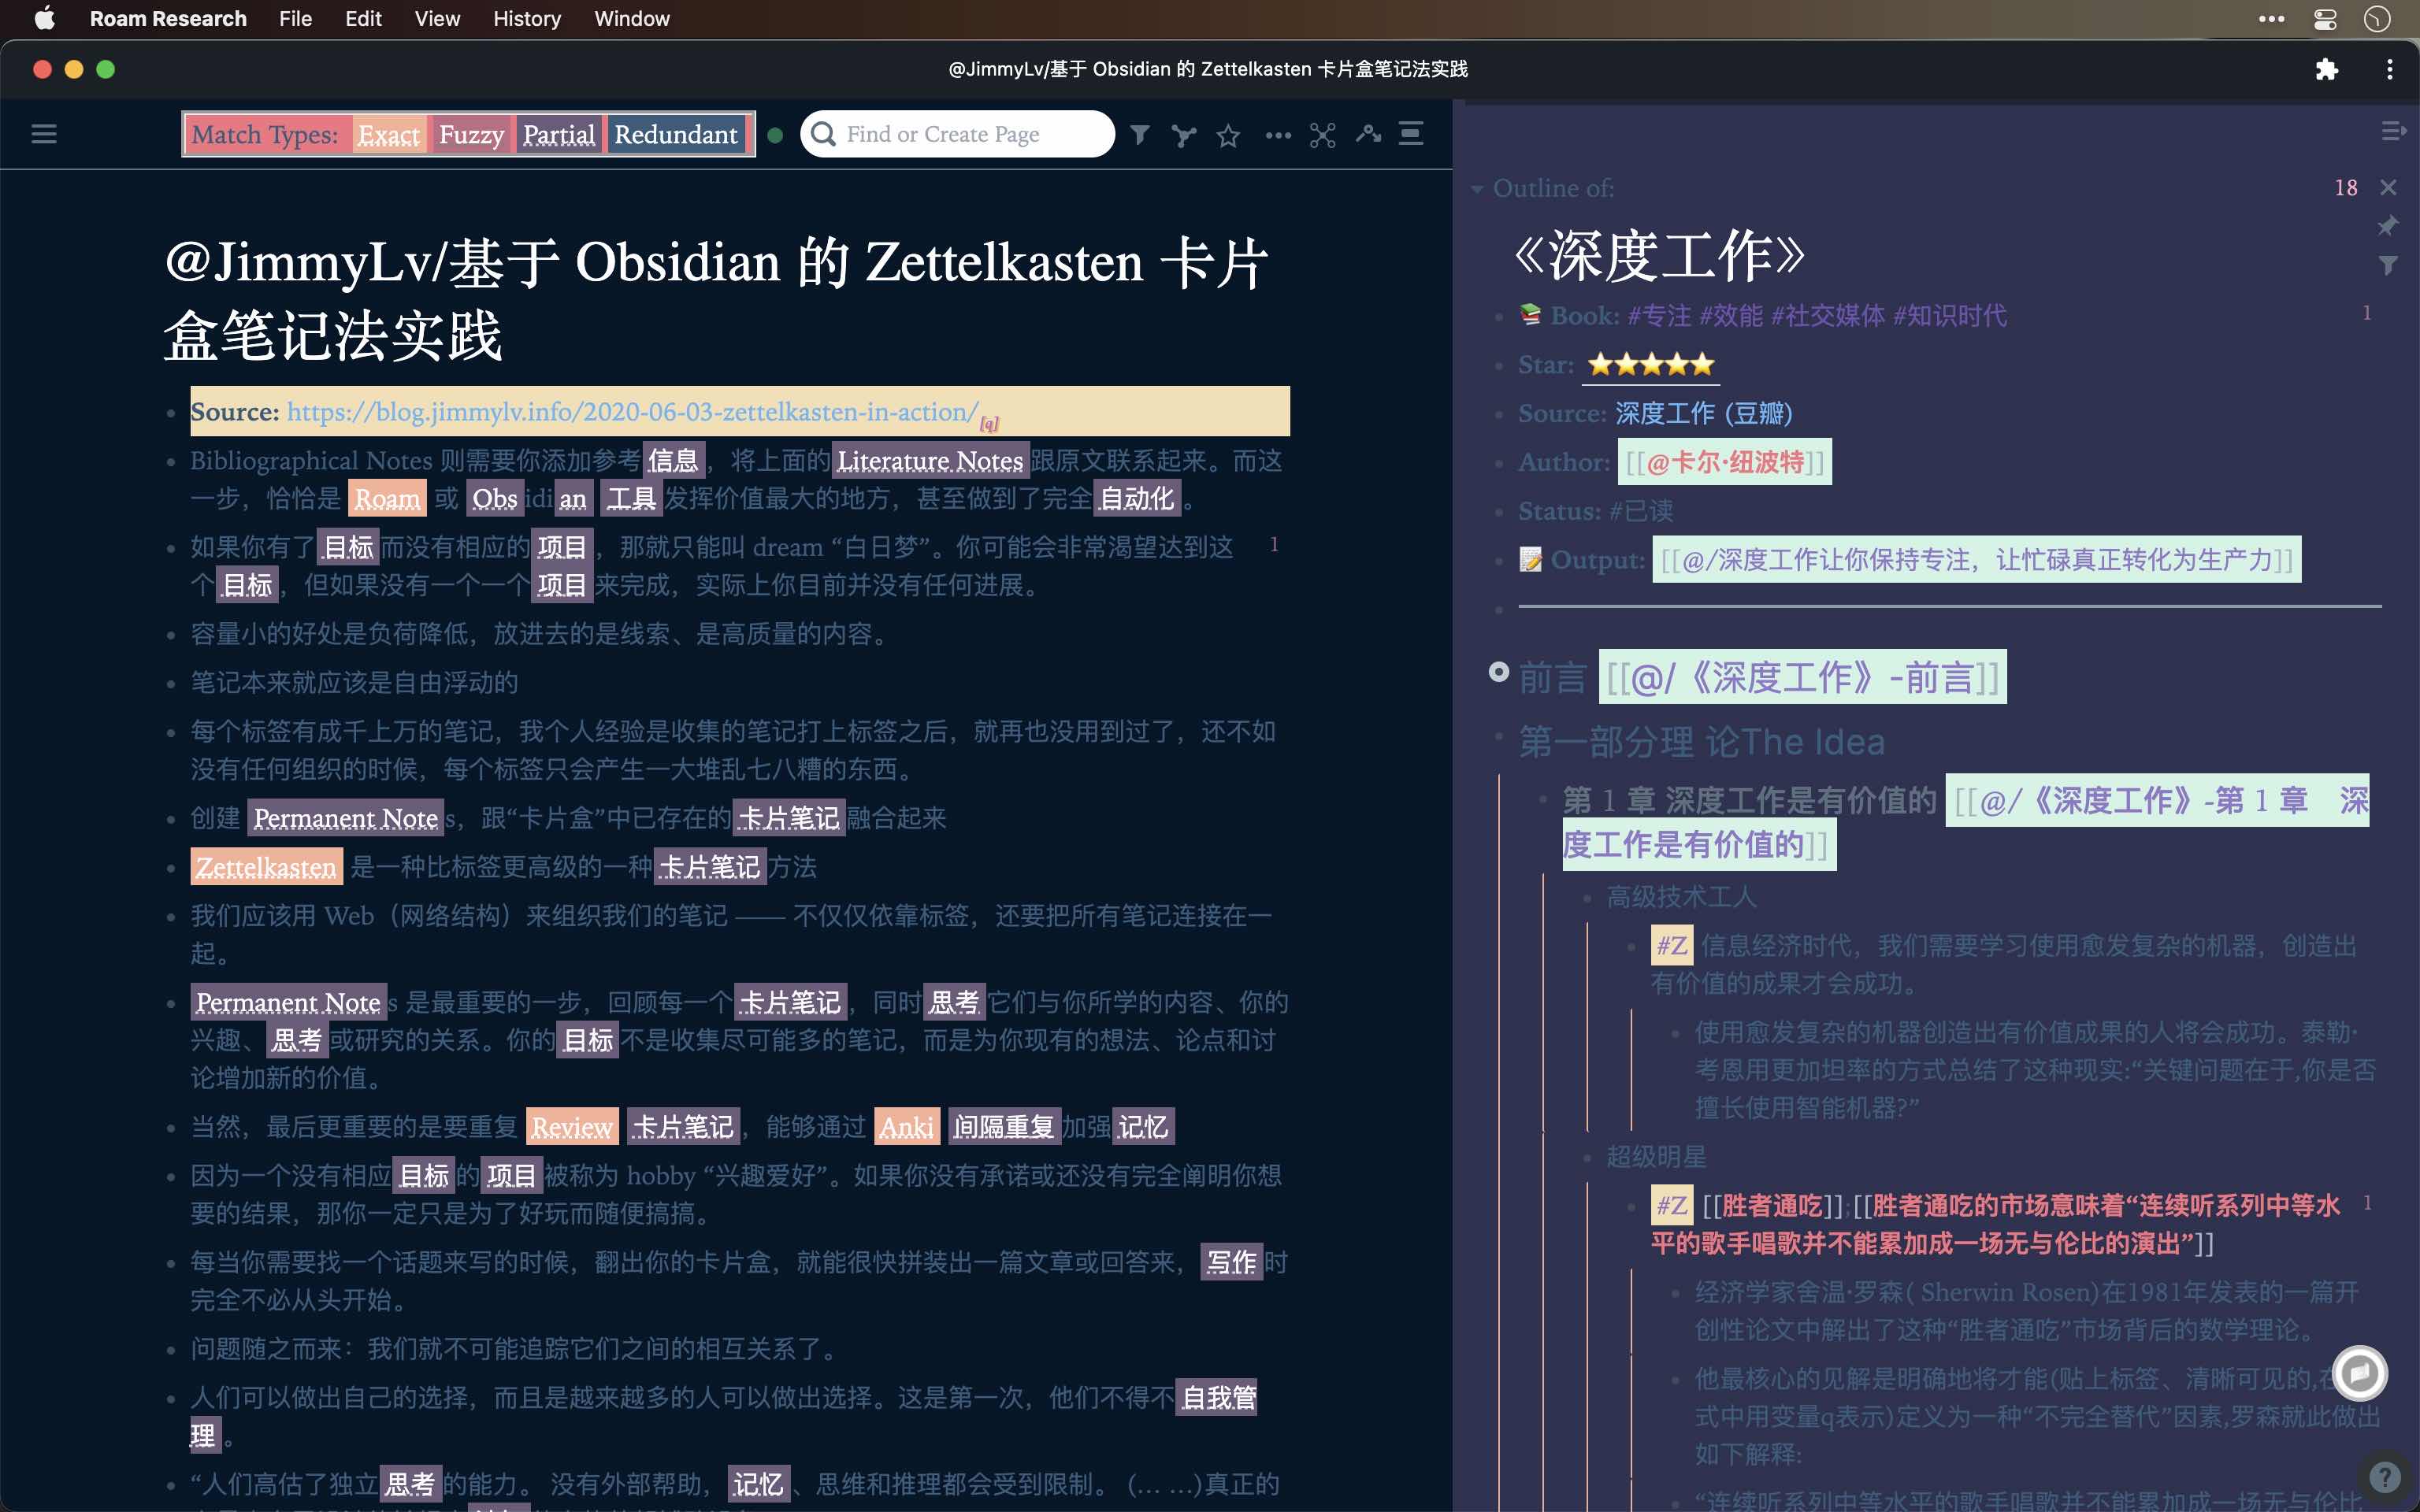 Roam Research File Edit View History Window
@JimmyLv/基于 Obsidian 的 Zettelkasten 卡片盒笔记法实践
Match Types: Exact Fuzzy Partial Redundant
Find or Create Page
@JimmyLv/基于 Obsidian 的 Zettelkasten 卡片
盒笔记法实践
Source: https://blog.jimmylv.info/2020-06-03-zettelkasten-in-action/ [q]
Bibliographical Notes 则需要你添加参考信息，将上面的Literature Notes跟原文联系起来。而这
一步，恰恰是 Roam 或 Obsidian 工具发挥价值最大的地方，甚至做到了完全自动化。
如果你有了目标而没有相应的项目，那就只能叫 dream “白日梦”。你可能会非常渴望达到这 1
个目标，但如果没有一个一个项目来完成，实际上你目前并没有任何进展。
容量小的好处是负荷降低，放进去的是线索、是高质量的内容。
笔记本来就应该是自由浮动的
每个标签有成千上万的笔记，我个人经验是收集的笔记打上标签之后，就再也没用到过了，还不如
没有任何组织的时候，每个标签只会产生一大堆乱七八糟的东西。
创建 Permanent Notes，跟“卡片盒”中已存在的卡片笔记融合起来
Zettelkasten 是一种比标签更高级的一种卡片笔记方法
我们应该用 Web（网络结构）来组织我们的笔记 —— 不仅仅依靠标签，还要把所有笔记连接在一
起。
Permanent Notes 是最重要的一步，回顾每一个卡片笔记，同时思考它们与你所学的内容、你的
兴趣、思考或研究的关系。你的目标不是收集尽可能多的笔记，而是为你现有的想法、论点和讨
论增加新的价值。
当然，最后更重要的是要重复 Review 卡片笔记，能够通过 Anki 间隔重复加强记忆
因为一个没有相应目标的项目被称为 hobby “兴趣爱好”。如果你没有承诺或还没有完全阐明你想
要的结果，那你一定只是为了好玩而随便搞搞。
每当你需要找一个话题来写的时候，翻出你的卡片盒，就能很快拼装出一篇文章或回答来，写作时
完全不必从头开始。
问题随之而来：我们就不可能追踪它们之间的相互关系了。
人们可以做出自己的选择，而且是越来越多的人可以做出选择。这是第一次，他们不得不自我管
理。
“人们高估了独立思考的能力。 没有外部帮助，记忆、思维和推理都会受到限制。 (… …)真正的
Outline of: 18
《深度工作》
📚 Book: #专注 #效能 #社交媒体 #知识时代 1
Star: ⭐⭐⭐⭐⭐
Source: 深度工作 (豆瓣)
Author: [[@卡尔·纽波特]]
Status: #已读
📝 Output: [[@/深度工作让你保持专注，让忙碌真正转化为生产力]]
前言 [[@/《深度工作》-前言]]
第一部分理 论The Idea
第 1 章 深度工作是有价值的 [[@/《深度工作》-第 1 章　深
度工作是有价值的]]
高级技术工人
#Z 信息经济时代，我们需要学习使用愈发复杂的机器，创造出
有价值的成果才会成功。
使用愈发复杂的机器创造出有价值成果的人将会成功。泰勒·
考恩用更加坦率的方式总结了这种现实:“关键问题在于,你是否
擅长使用智能机器?”
超级明星
#Z [[胜者通吃]];[[胜者通吃的市场意味着“连续听系列中等水 1
平的歌手唱歌并不能累加成一场无与伦比的演出”]]
经济学家舍温·罗森( Sherwin Rosen)在1981年发表的一篇开
创性论文中解出了这种“胜者通吃”市场背后的数学理论。
他最核心的见解是明确地将才能(贴上标签、清晰可见的,在
式中用变量q表示)定义为一种“不完全替代”因素,罗森就此做出
如下解释:
“连续听系列中等水平的歌手唱歌并不能累加成一场无与伦比